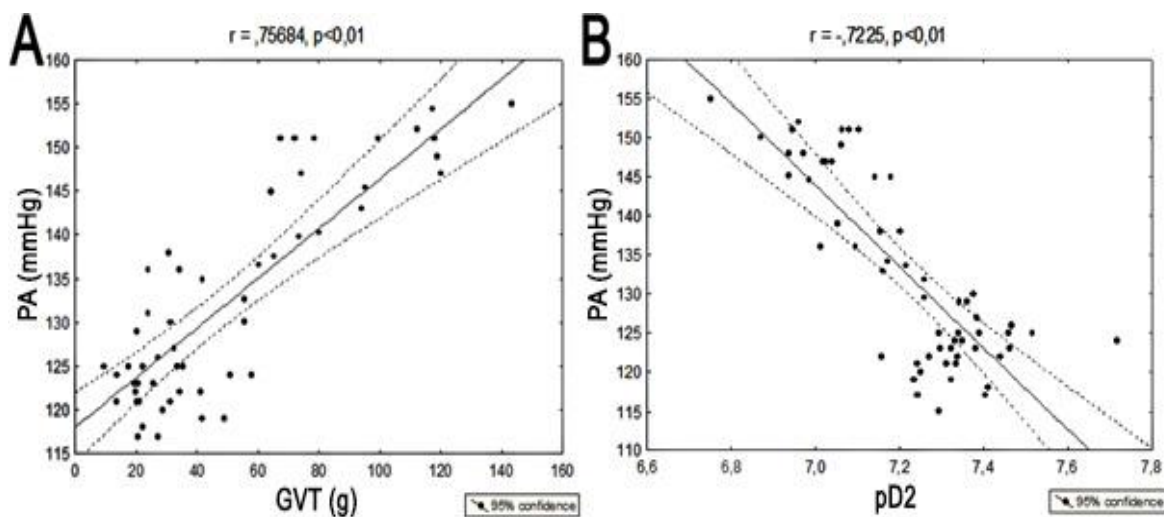 A
r = ,75684, p<0,01
PA (mmHg)
160
155
150
145
140
135
130
125
120
115
0 20 40 60 80 100 120 140 160
GVT (g)
95% confidence
B
r = -,7225, p<0,01
PA (mmHg)
160
155
150
145
140
135
130
125
120
115
110
6,6 6,8 7,0 7,2 7,4 7,6 7,8
pD2
95% confidence